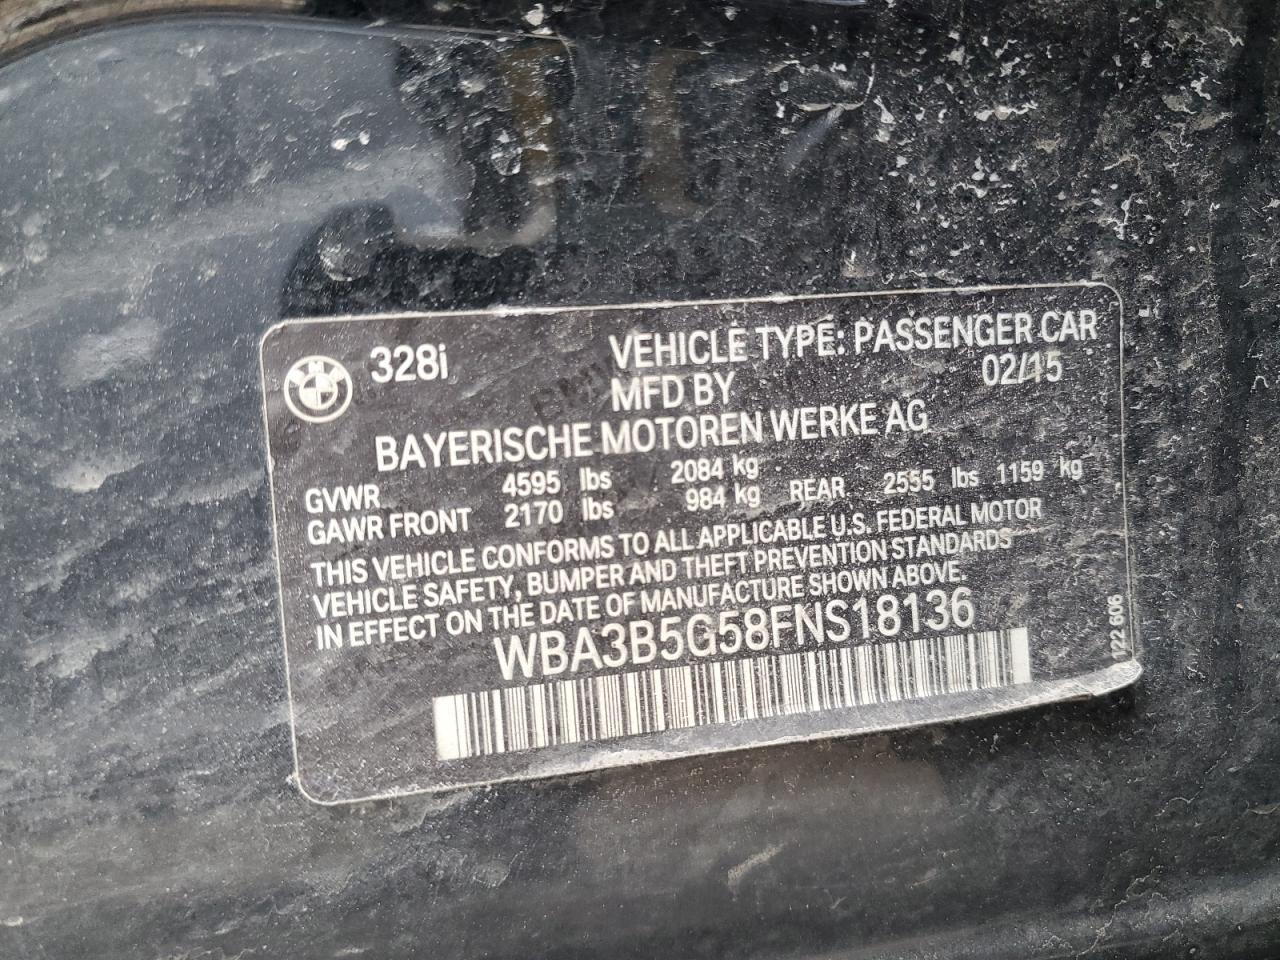 328i VEHICLE TYPE: PASSENGER CAR
MFD BY 02/15
BAYERISCHE MOTOREN WERKE AG
GVWR 4595 lbs 2084 kg
GAWR FRONT 2170 lbs 984 kg REAR 2555 lbs 1159 kg
THIS VEHICLE CONFORMS TO ALL APPLICABLE U.S. FEDERAL MOTOR
VEHICLE SAFETY, BUMPER AND THEFT PREVENTION STANDARDS
IN EFFECT ON THE DATE OF MANUFACTURE SHOWN ABOVE.
WBA3B5G58FNS18136